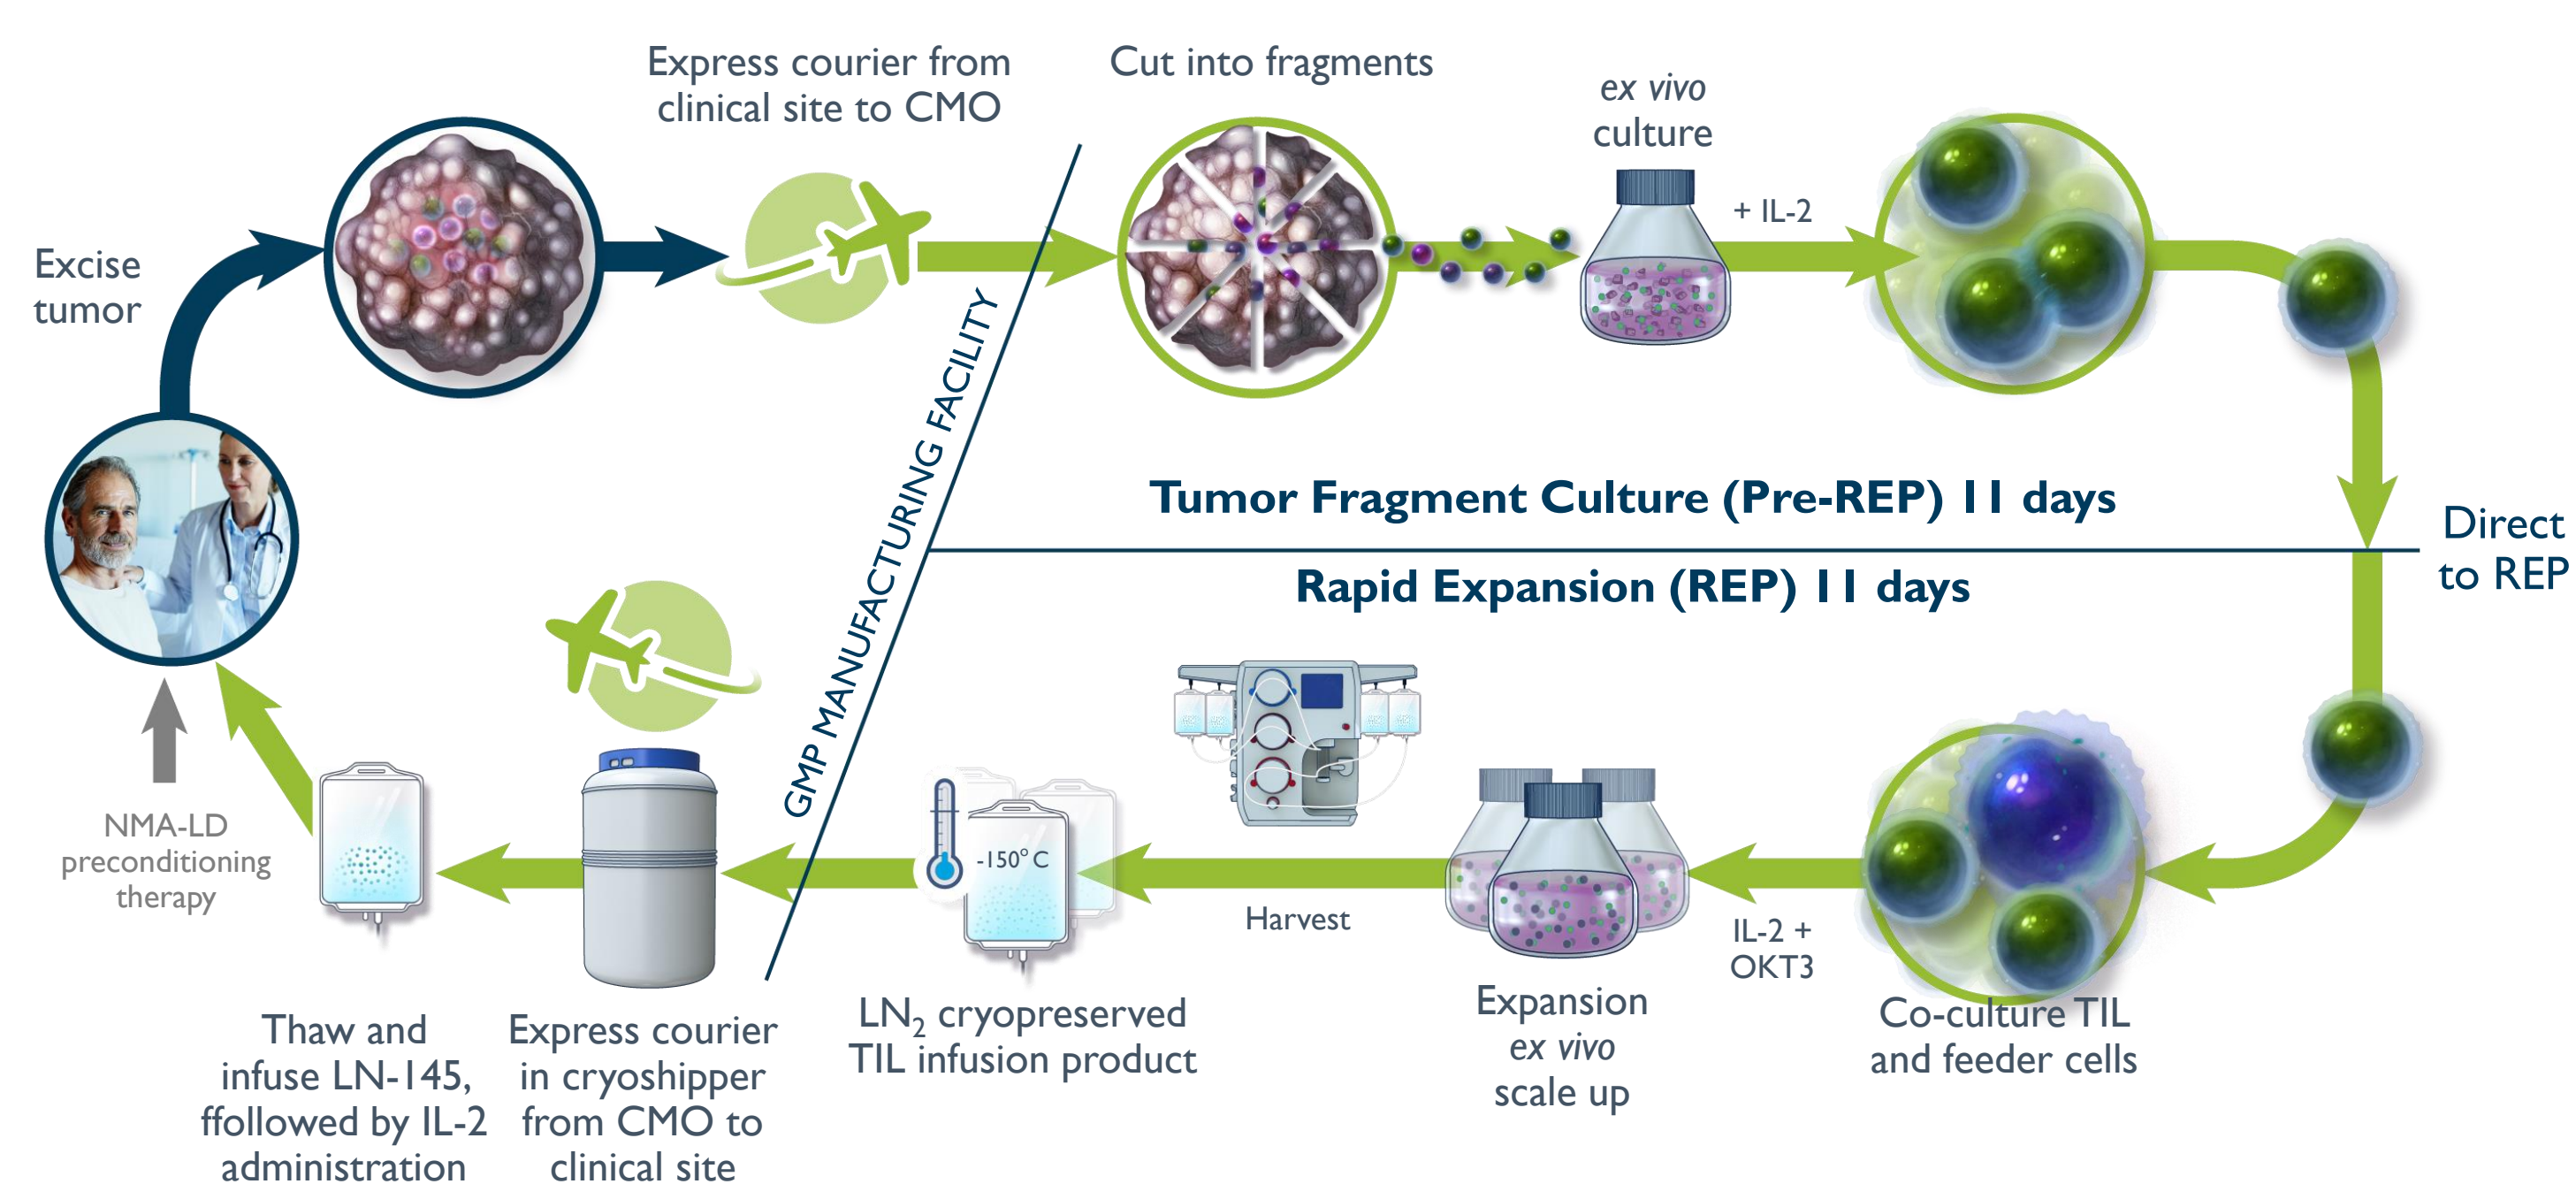 Express courier from
clinical site to CMO
Cut into fragments
ex vivo
culture
+ IL-2
Excise
tumor
GMP MANUFACTURING FACILITY
Tumor Fragment Culture (Pre-REP) 11 days
Direct
to REP
Rapid Expansion (REP) 11 days
NMA-LD
preconditioning
therapy
-150° C
Harvest
IL-2 +
OKT3
Thaw and
infuse LN-145,
ffollowed by IL-2
administration
Express courier
in cryoshipper
from CMO to
clinical site
LN₂ cryopreserved
TIL infusion product
Expansion
ex vivo
scale up
Co-culture TIL
and feeder cells